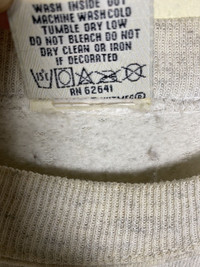 WASH INSIDE OUT
MACHINE WASH COLD
TUMBLE DRY LOW
DO NOT BLEACH DO NOT
DRY CLEAN OR IRON
IF DECORATED
RN 62641